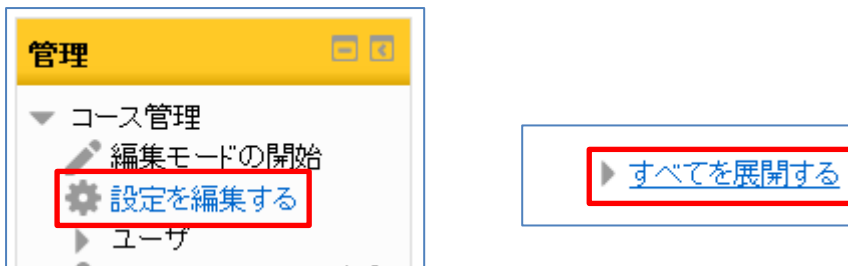 管理
コース管理
編集モードの開始
設定を編集する
ユーザ
すべてを展開する